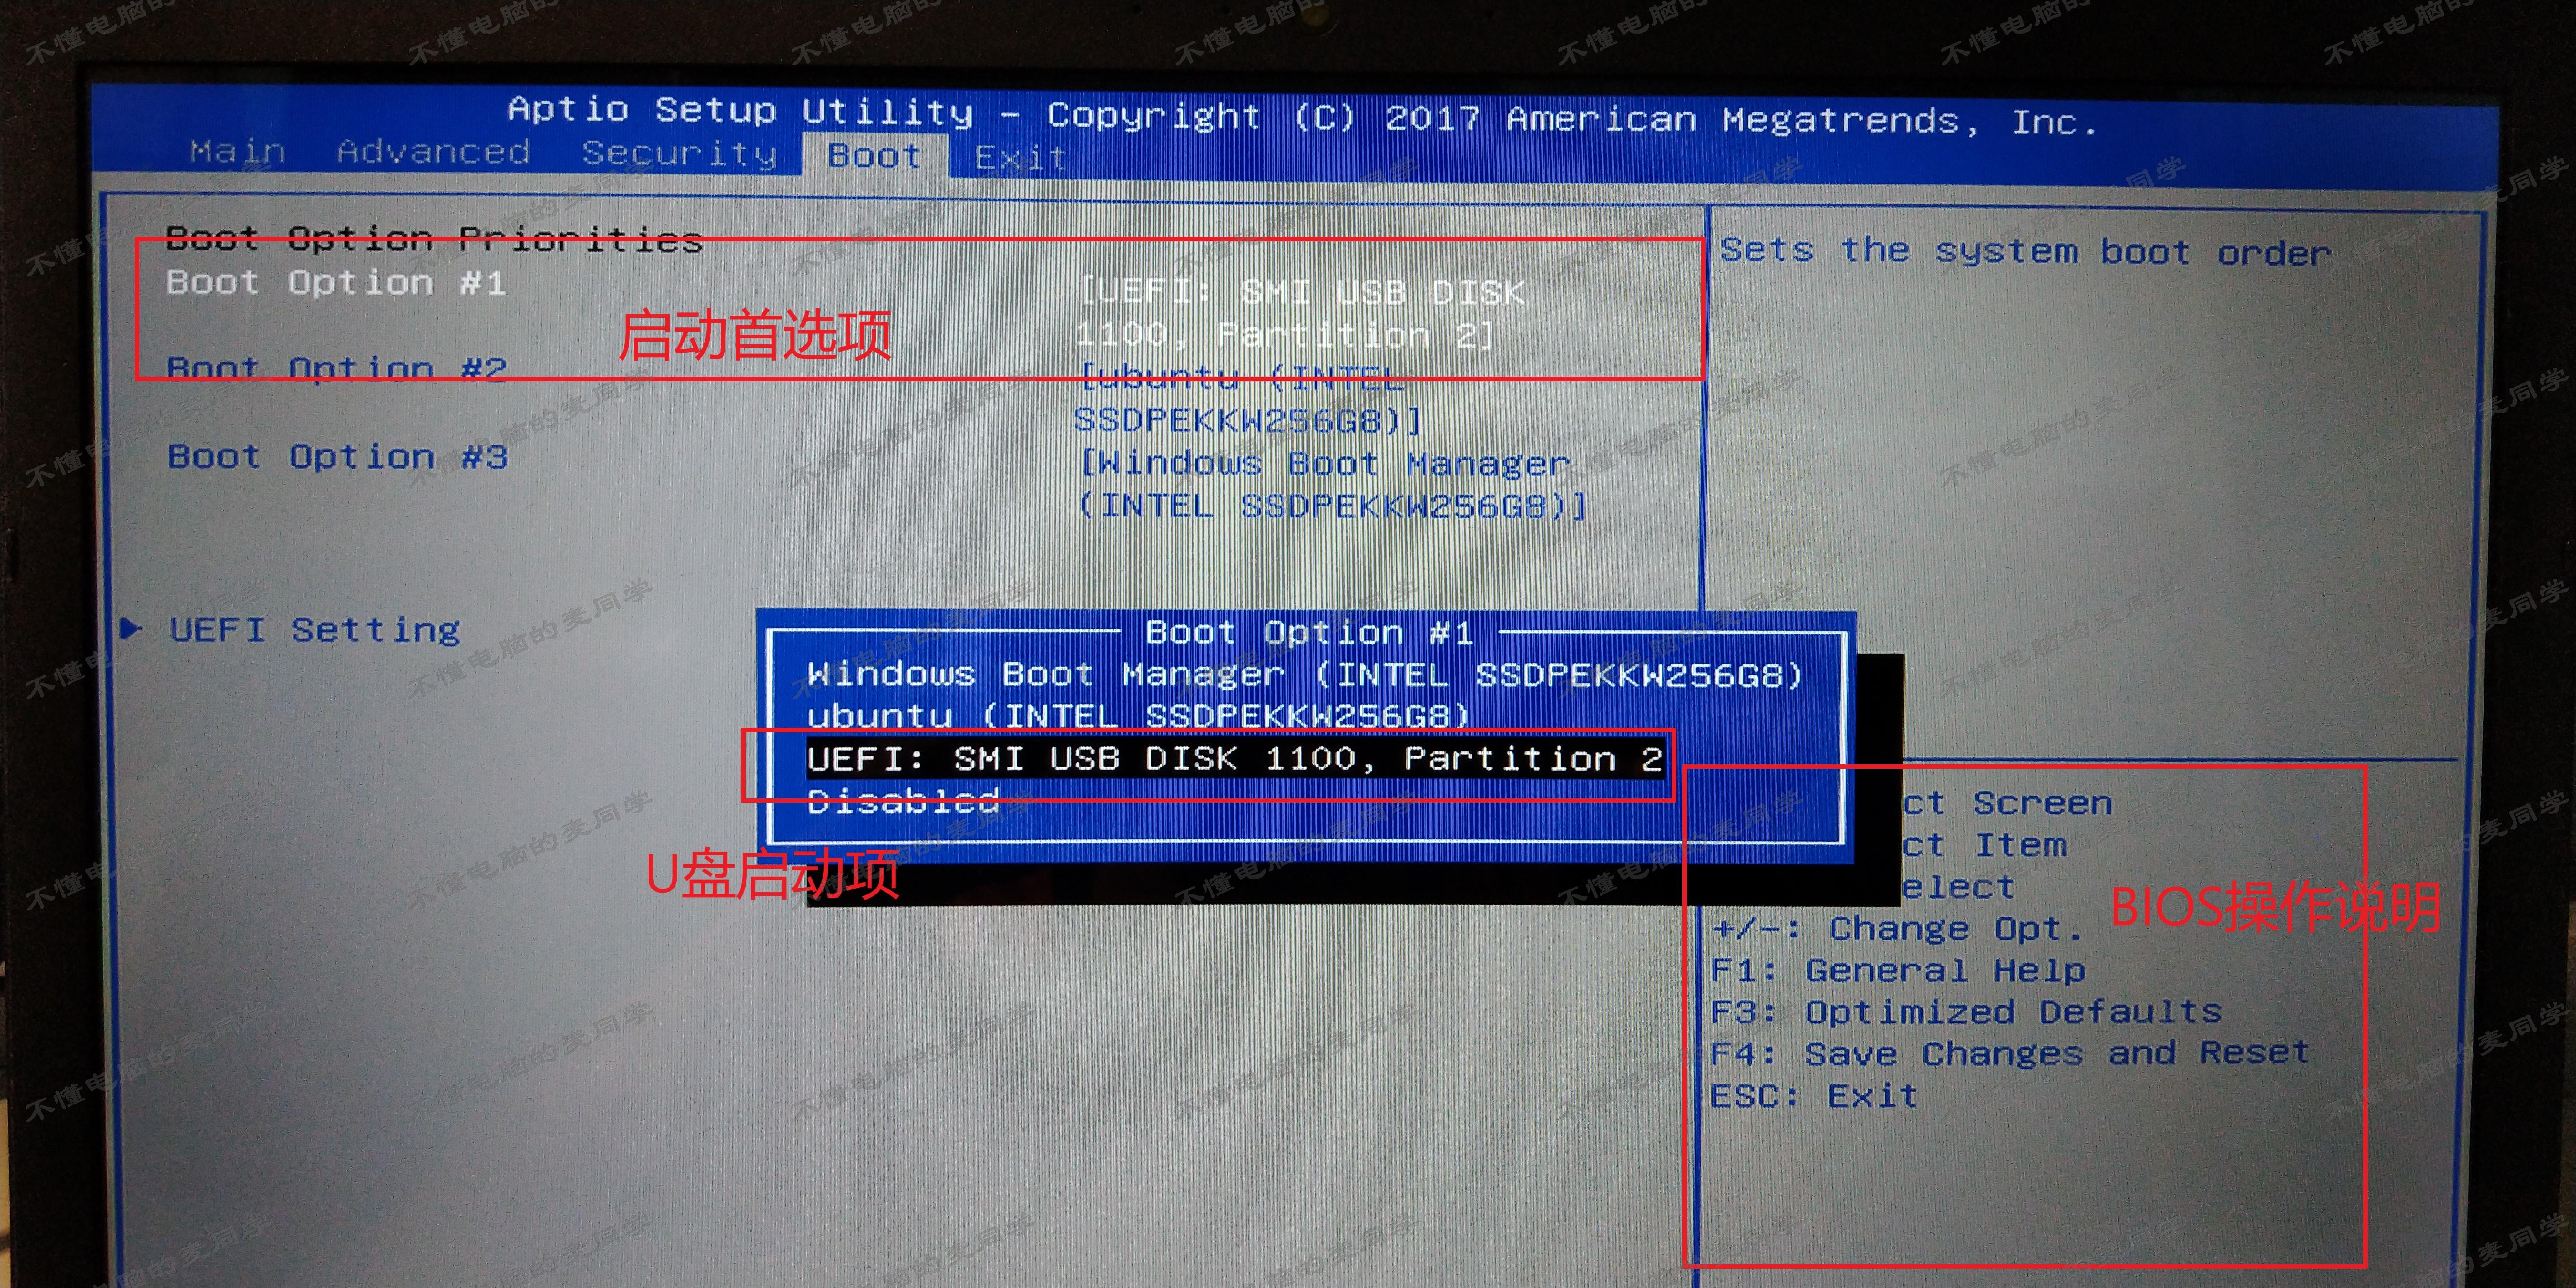 Aptio Setup Utility – Copyright (C) 2017 American Megatrends, Inc.
Main Advanced Security Boot Exit
Boot Option Priorities
Boot Option #1 [UEFI: SMI USB DISK
1100, Partition 2]
启动首选项
Boot Option #2 [ubuntu (INTEL
SSDPEKKW256G8)]
Boot Option #3 [Windows Boot Manager
(INTEL SSDPEKKW256G8)]
UEFI Setting
Sets the system boot order
Boot Option #1
Windows Boot Manager (INTEL SSDPEKKW256G8)
ubuntu (INTEL SSDPEKKW256G8)
UEFI: SMI USB DISK 1100, Partition 2
Disabled
U盘启动项
ct Screen
ct Item
elect
+/-: Change Opt.
F1: General Help
F3: Optimized Defaults
F4: Save Changes and Reset
ESC: Exit
BIOS操作说明
不懂电脑的麦同学